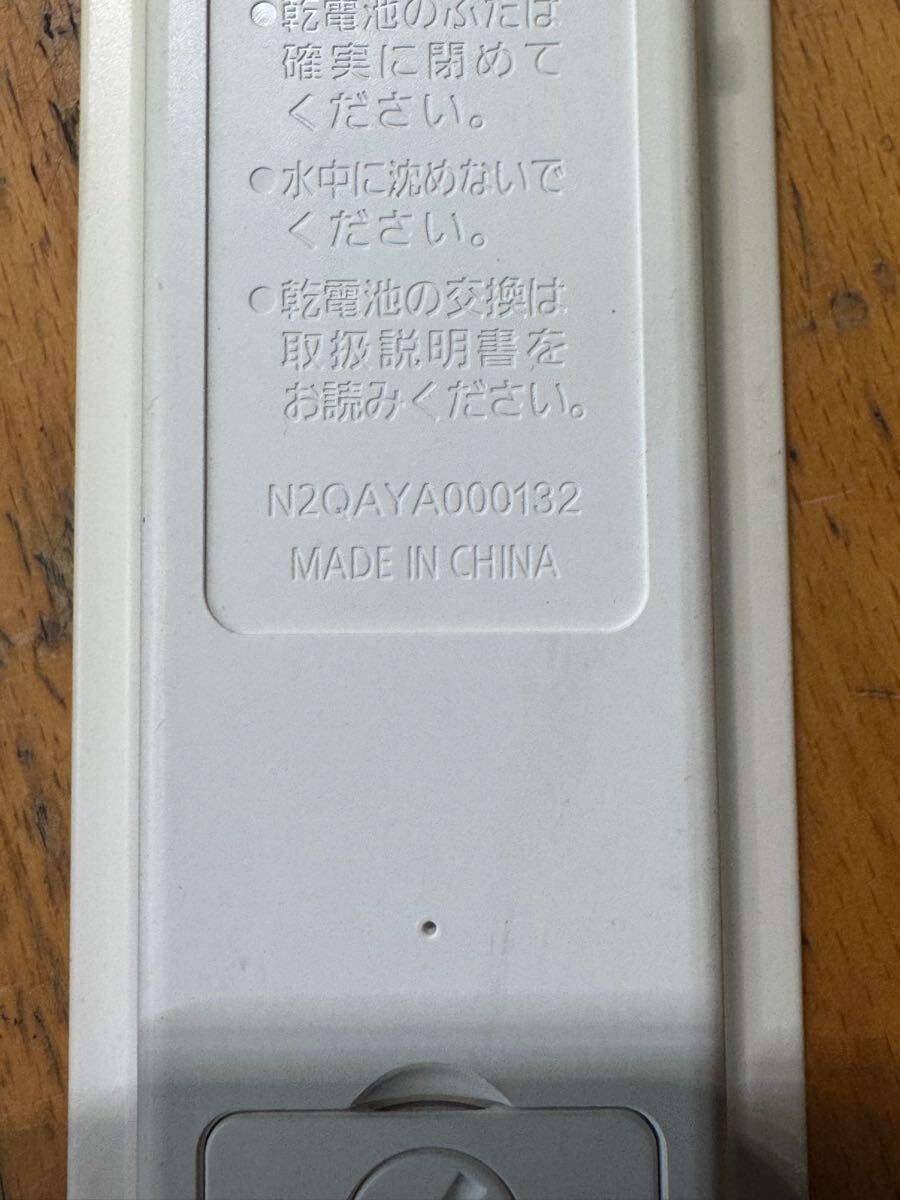 ●乾電池のふたは
確実に閉めて
ください。
●水中に沈めないで
ください。
●乾電池の交換は
取扱説明書を
お読みください。
N2QAYA000132
MADE IN CHINA